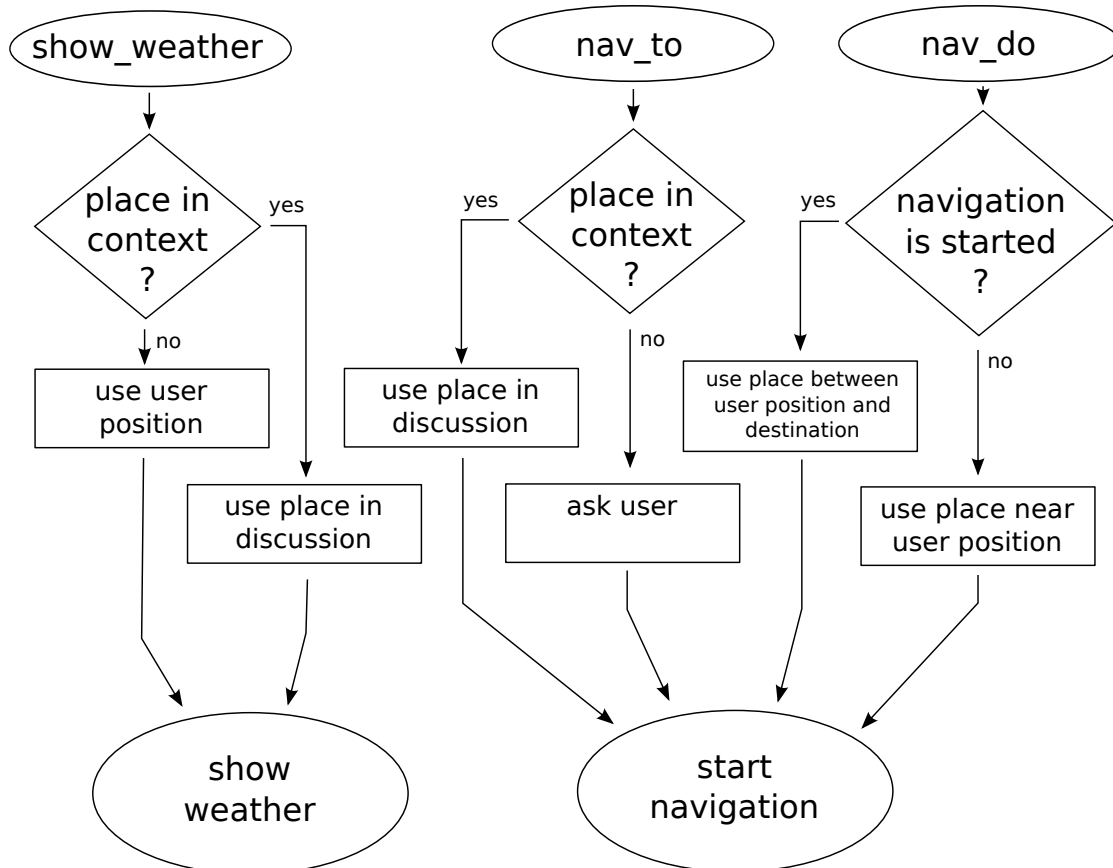 show_weather
nav_to
nav_do
place in
context
?
yes
no
yes
place in
context
?
no
yes
navigation
is started
?
no
use user
position
use place in
discussion
use place in
discussion
ask user
use place between
user position and
destination
use place near
user position
show
weather
start
navigation